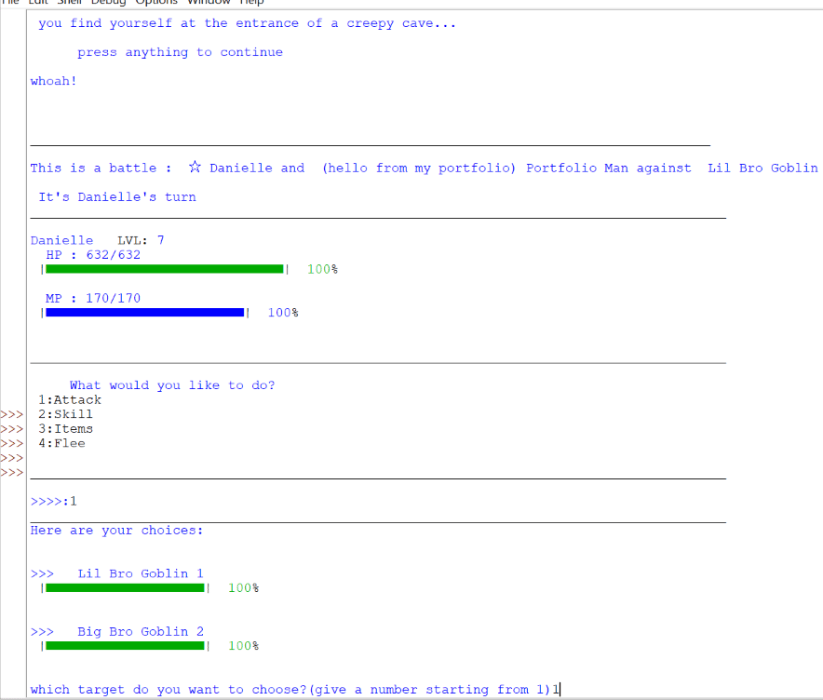 File Edit Shell Debug Options Window Help
you find yourself at the entrance of a creepy cave...
press anything to continue
whoah!
This is a battle : ☆ Danielle and (hello from my portfolio) Portfolio Man against Lil Bro Goblin
It's Danielle's turn
Danielle LVL: 7
HP : 632/632
| | 100%
MP : 170/170
| | 100%
What would you like to do?
1:Attack
>>> 2:Skill
>>> 3:Items
>>> 4:Flee
>>>
>>>
>>>>:1
Here are your choices:
>>> Lil Bro Goblin 1
| | 100%
>>> Big Bro Goblin 2
| | 100%
which target do you want to choose?(give a number starting from 1)1